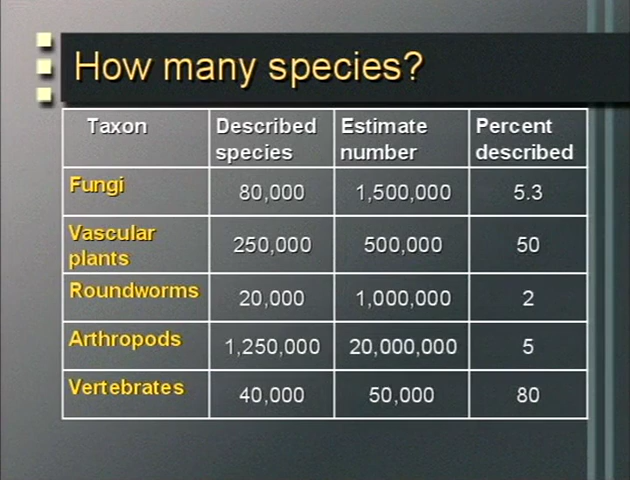 How many species?
Taxon Described species Estimate number Percent described
Fungi 80,000 1,500,000 5.3
Vascular plants 250,000 500,000 50
Roundworms 20,000 1,000,000 2
Arthropods 1,250,000 20,000,000 5
Vertebrates 40,000 50,000 80